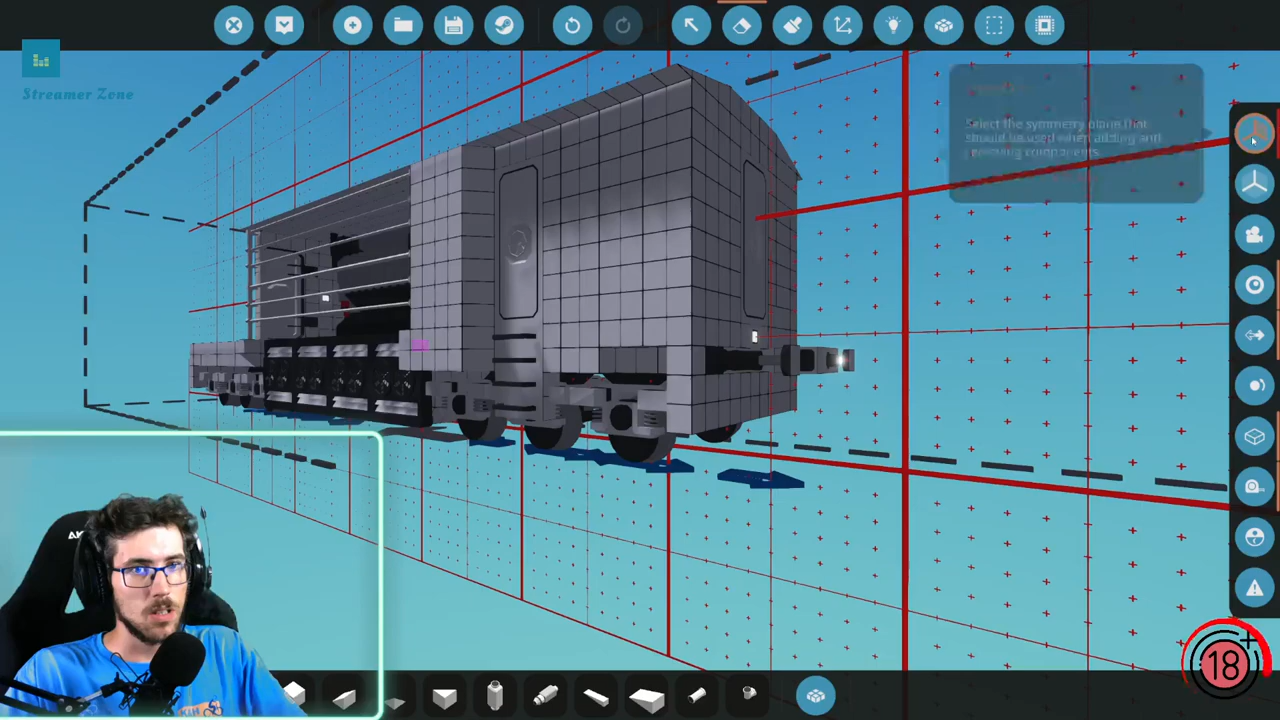 Streamer Zone
Select the symmetry plane that
should be used when adding and
removing components.
18+